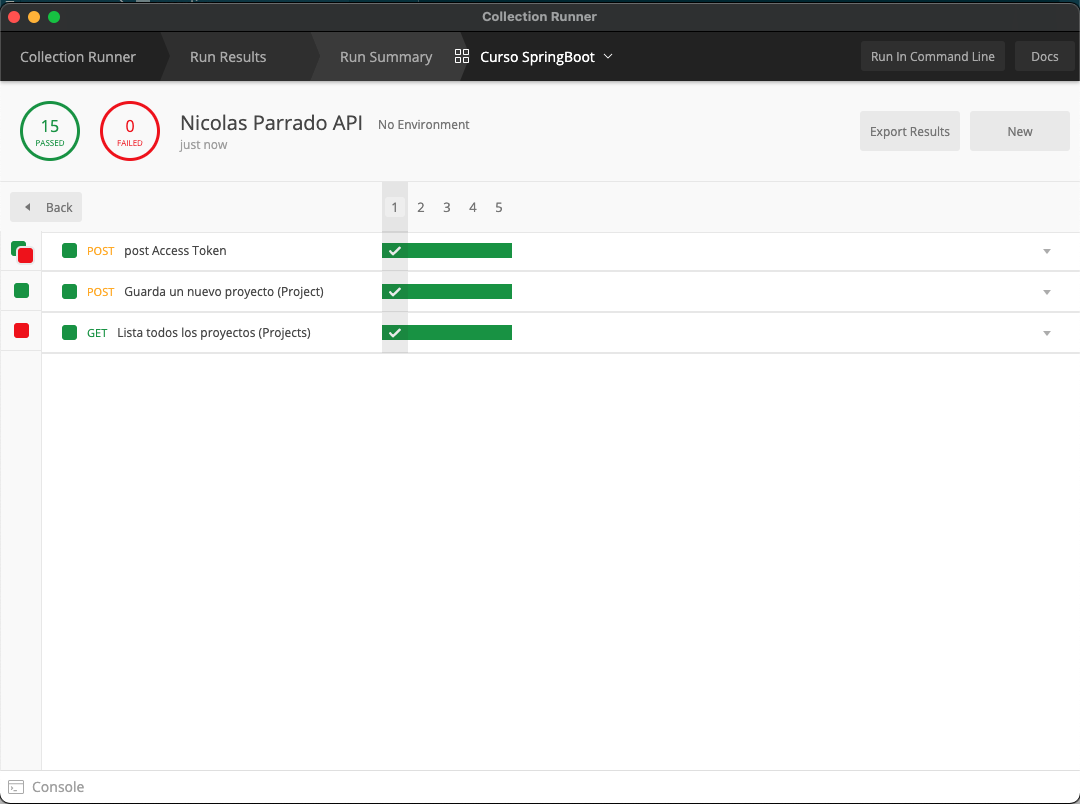 Collection Runner
Collection Runner
Run Results
Run Summary
Curso SpringBoot
Run In Command Line
Docs
15
PASSED
0
FAILED
Nicolas Parrado API
No Environment
just now
Export Results
New
Back
1 2 3 4 5
POST post Access Token
POST Guarda un nuevo proyecto (Project)
GET Lista todos los proyectos (Projects)
Console